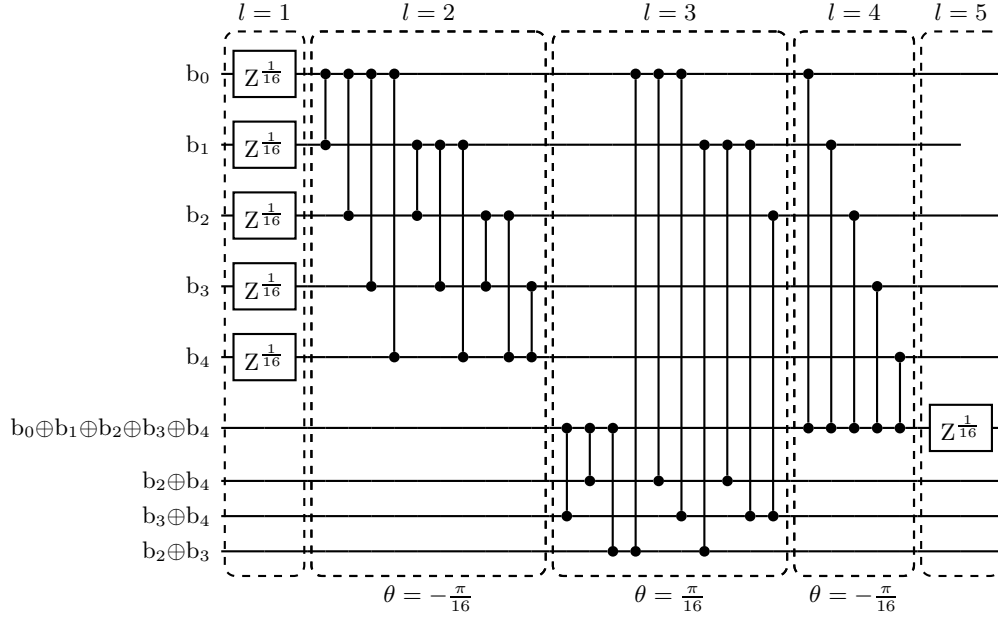 l = 1 l = 2 l = 3 l = 4 l = 5
b₀ Z^{1/16}
b₁ Z^{1/16}
b₂ Z^{1/16}
b₃ Z^{1/16}
b₄ Z^{1/16}
b₀⊕b₁⊕b₂⊕b₃⊕b₄ Z^{1/16}
b₂⊕b₄
b₃⊕b₄
b₂⊕b₃
θ = −π/16 θ = π/16 θ = −π/16